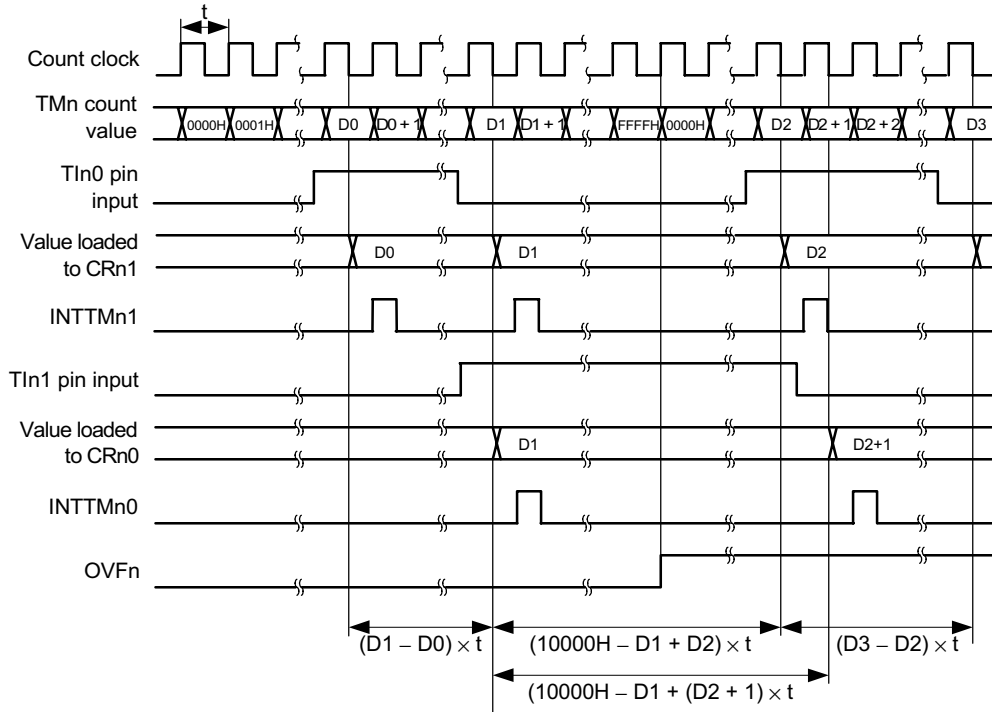 t
Count clock
TMn count
value
0000H 0001H D0 D0 + 1 D1 D1 + 1 FFFFH 0000H D2 D2 + 1 D2 + 2 D3
TIn0 pin
input
Value loaded
to CRn1
D0 D1 D2
INTTMn1
TIn1 pin input
Value loaded
to CRn0
D1 D2+1
INTTMn0
OVFn
(D1 – D0) × t (10000H – D1 + D2) × t (D3 – D2) × t
(10000H – D1 + (D2 + 1) × t